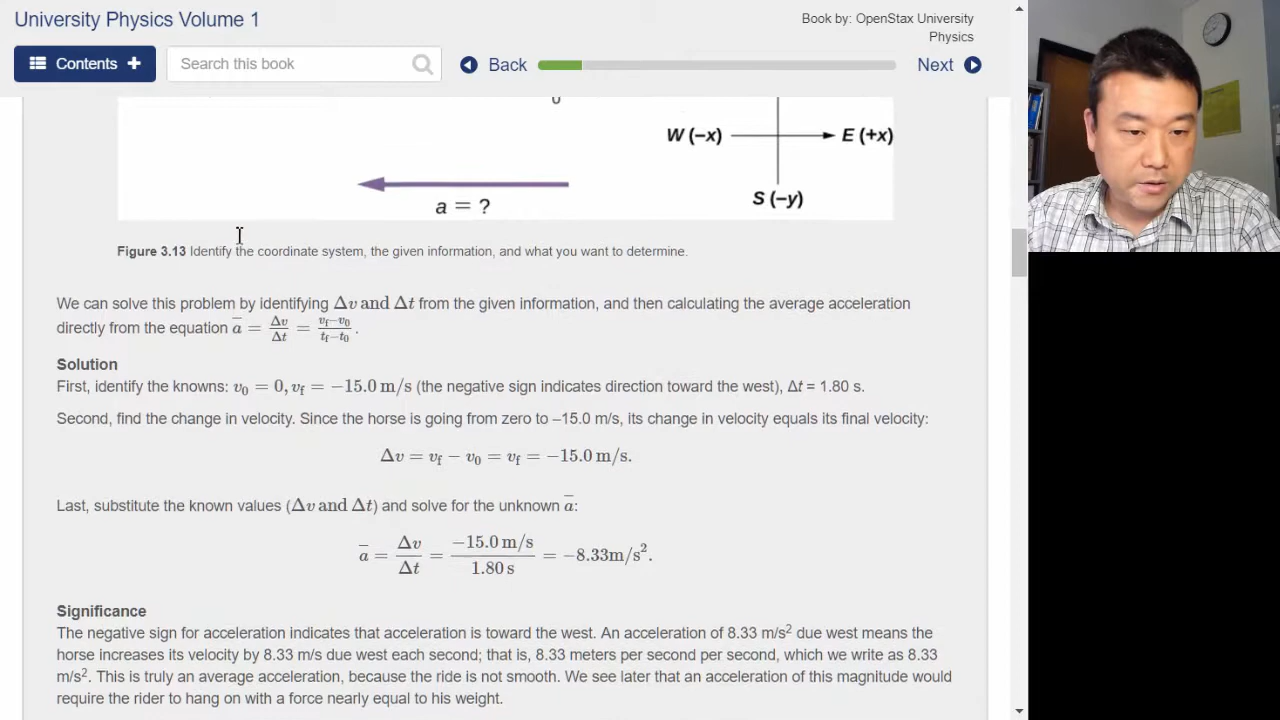 University Physics Volume 1
Book by: OpenStax University
Physics
Contents +
Search this book
Back
Next
0
W (–x)
E (+x)
S (–y)
a = ?
Figure 3.13 Identify the coordinate system, the given information, and what you want to determine.
We can solve this problem by identifying Δv and Δt from the given information, and then calculating the average acceleration
directly from the equation a̅ = Δv/Δt = (v_f–v_0)/(t_f–t_0).
Solution
First, identify the knowns: v_0 = 0, v_f = −15.0 m/s (the negative sign indicates direction toward the west), Δt = 1.80 s.
Second, find the change in velocity. Since the horse is going from zero to –15.0 m/s, its change in velocity equals its final velocity:
Δv = v_f − v_0 = v_f = −15.0 m/s.
Last, substitute the known values (Δv and Δt) and solve for the unknown a̅:
a̅ = Δv/Δt = −15.0 m/s / 1.80 s = −8.33m/s².
Significance
The negative sign for acceleration indicates that acceleration is toward the west. An acceleration of 8.33 m/s² due west means the
horse increases its velocity by 8.33 m/s due west each second; that is, 8.33 meters per second per second, which we write as 8.33
m/s². This is truly an average acceleration, because the ride is not smooth. We see later that an acceleration of this magnitude would
require the rider to hang on with a force nearly equal to his weight.